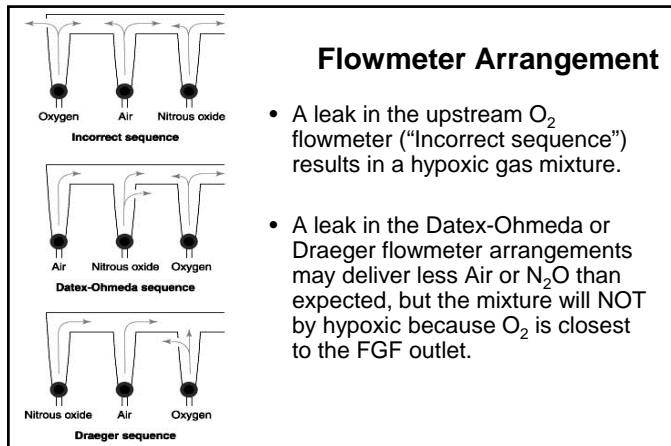 Flowmeter Arrangement
Oxygen Air Nitrous oxide
Incorrect sequence
Air Nitrous oxide Oxygen
Datex-Ohmeda sequence
Nitrous oxide Air Oxygen
Draeger sequence
• A leak in the upstream O₂
flowmeter (“Incorrect sequence”)
results in a hypoxic gas mixture.
• A leak in the Datex-Ohmeda or
Draeger flowmeter arrangements
may deliver less Air or N₂O than
expected, but the mixture will NOT
by hypoxic because O₂ is closest
to the FGF outlet.